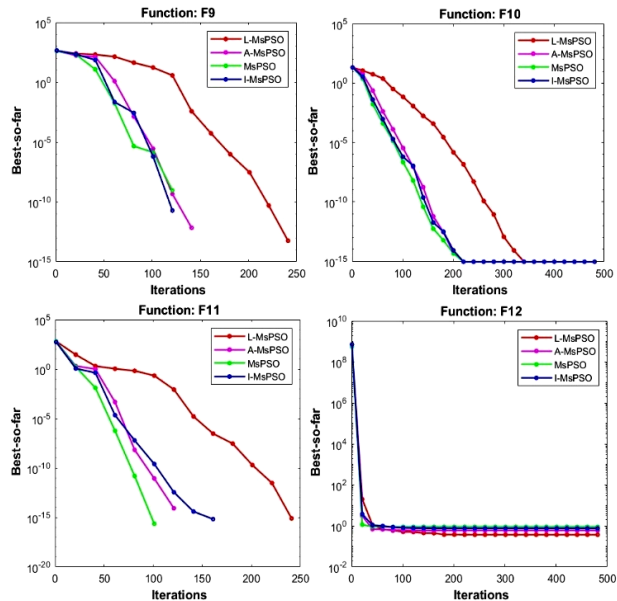 Function: F9
10^5
10^0
10^-5
10^-10
10^-15
Best-so-far
0 50 100 150 200 250
Iterations
L-MsPSO
A-MsPSO
MsPSO
I-MsPSO
Function: F10
10^5
10^0
10^-5
10^-10
10^-15
Best-so-far
0 100 200 300 400 500
Iterations
L-MsPSO
A-MsPSO
MsPSO
I-MsPSO
Function: F11
10^5
10^0
10^-5
10^-10
10^-15
10^-20
Best-so-far
0 50 100 150 200 250
Iterations
L-MsPSO
A-MsPSO
MsPSO
I-MsPSO
Function: F12
10^10
10^8
10^6
10^4
10^2
10^0
10^-2
Best-so-far
0 100 200 300 400 500
Iterations
L-MsPSO
A-MsPSO
MsPSO
I-MsPSO